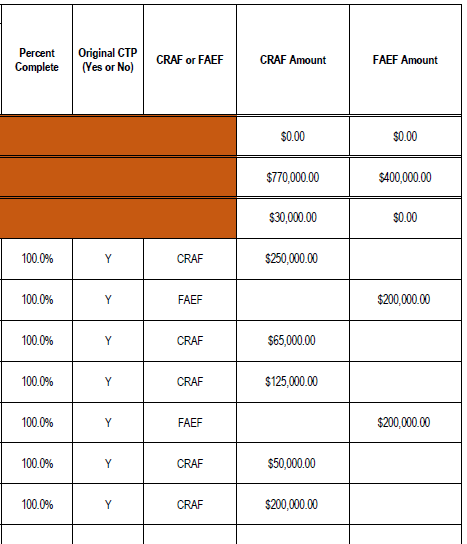 Percent Complete Original CTP (Yes or No) CRAF or FAEF CRAF Amount FAEF Amount
$0.00 $0.00
$770,000.00 $400,000.00
$30,000.00 $0.00
100.0% Y CRAF $250,000.00
100.0% Y FAEF $200,000.00
100.0% Y CRAF $65,000.00
100.0% Y CRAF $125,000.00
100.0% Y FAEF $200,000.00
100.0% Y CRAF $50,000.00
100.0% Y CRAF $200,000.00